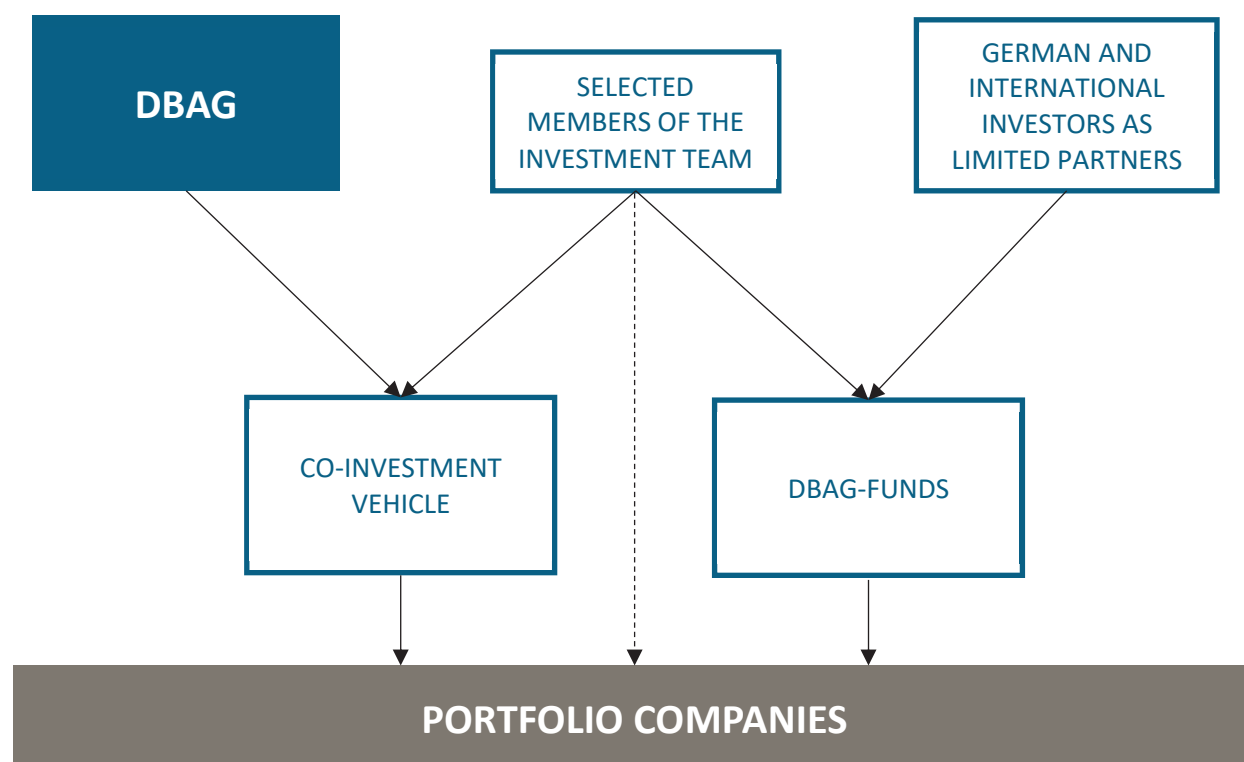 DBAG
SELECTED
MEMBERS OF THE
INVESTMENT TEAM
GERMAN AND
INTERNATIONAL
INVESTORS AS
LIMITED PARTNERS
CO-INVESTMENT
VEHICLE
DBAG-FUNDS
PORTFOLIO COMPANIES